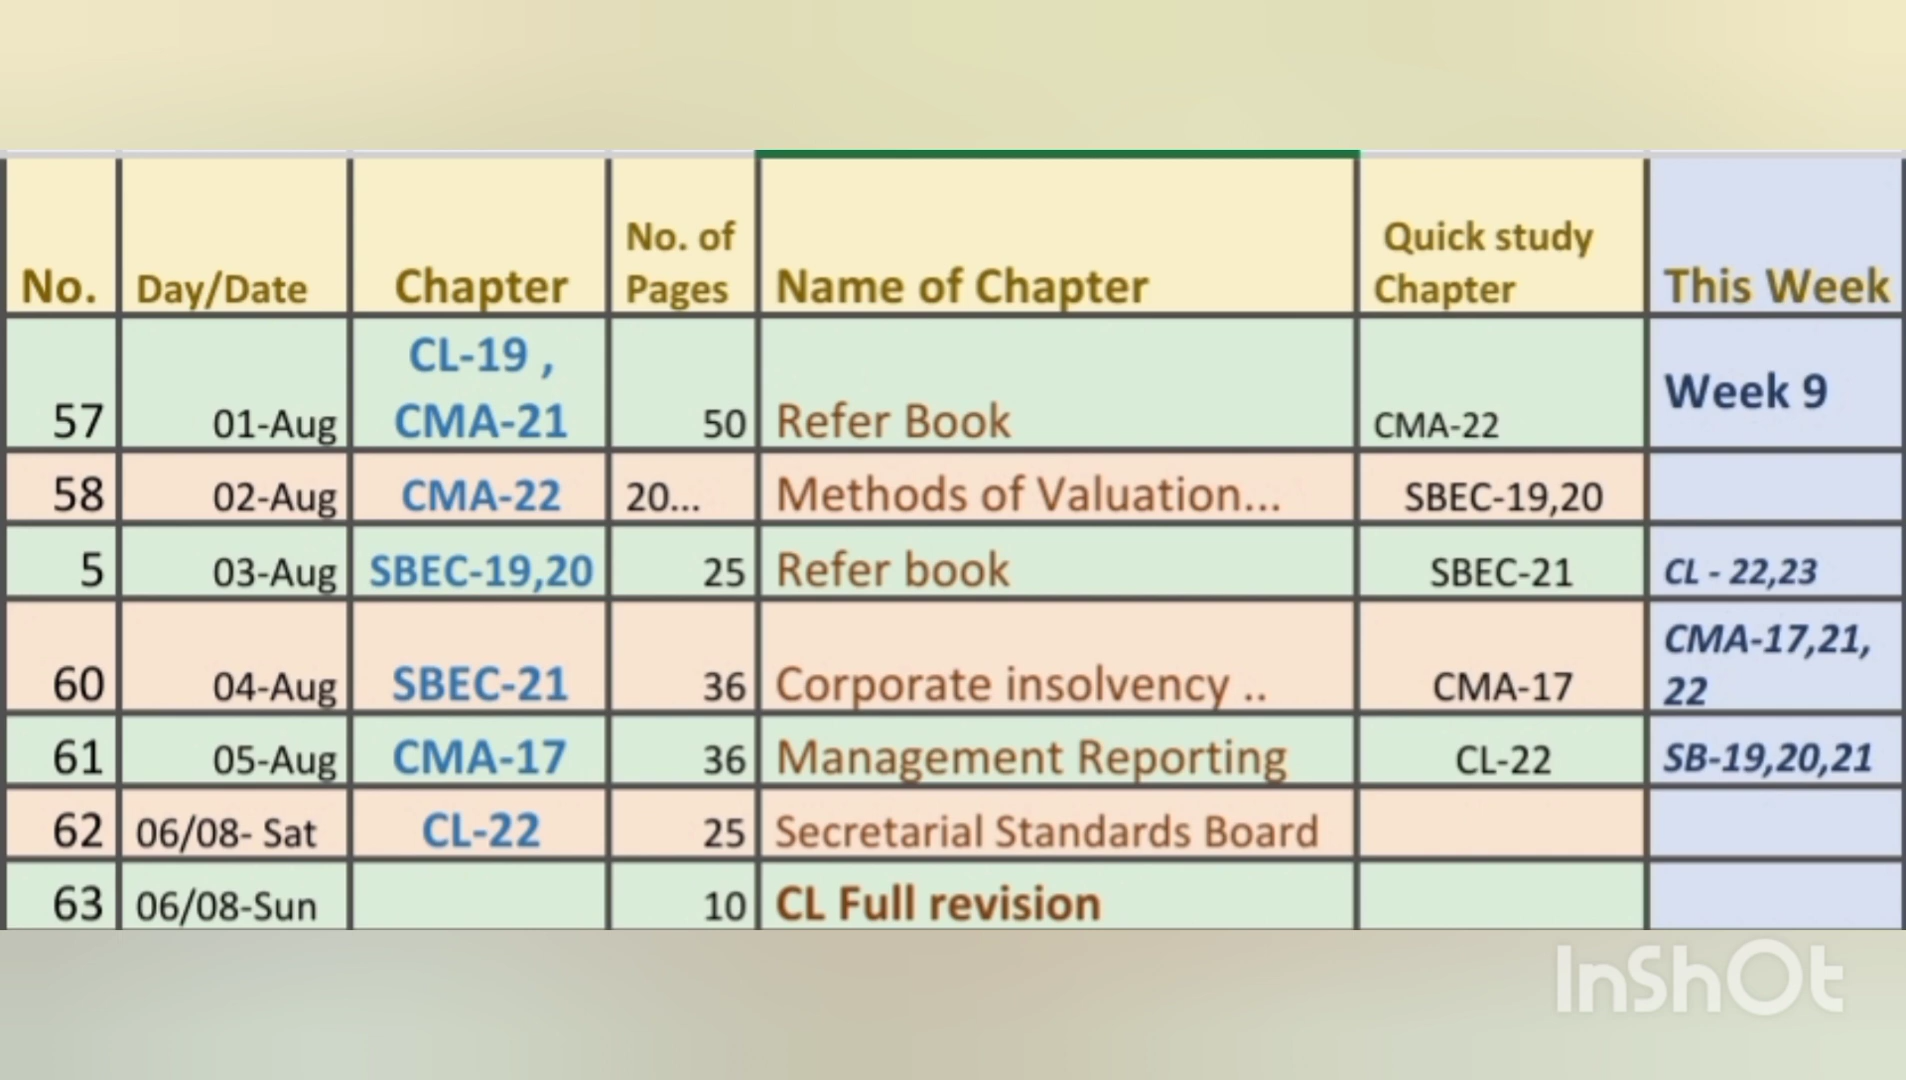 No. Day/Date Chapter No. of Pages Name of Chapter Quick study Chapter This Week
57 01-Aug CL-19 , CMA-21 50 Refer Book CMA-22 Week 9
58 02-Aug CMA-22 20... Methods of Valuation... SBEC-19,20
5 03-Aug SBEC-19,20 25 Refer book SBEC-21 CL - 22,23
60 04-Aug SBEC-21 36 Corporate insolvency .. CMA-17 CMA-17,21, 22
61 05-Aug CMA-17 36 Management Reporting CL-22 SB-19,20,21
62 06/08- Sat CL-22 25 Secretarial Standards Board
63 06/08-Sun 10 CL Full revision
InShOt